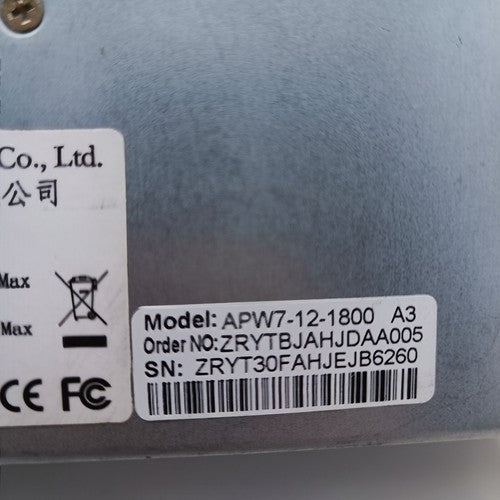 Co., Ltd.
公司
Max
Max
CE FC
Model: APW7-12-1800 A3
Order NO:ZRYTBJAHJDAA005
SN: ZRYT30FAHJEJB6260